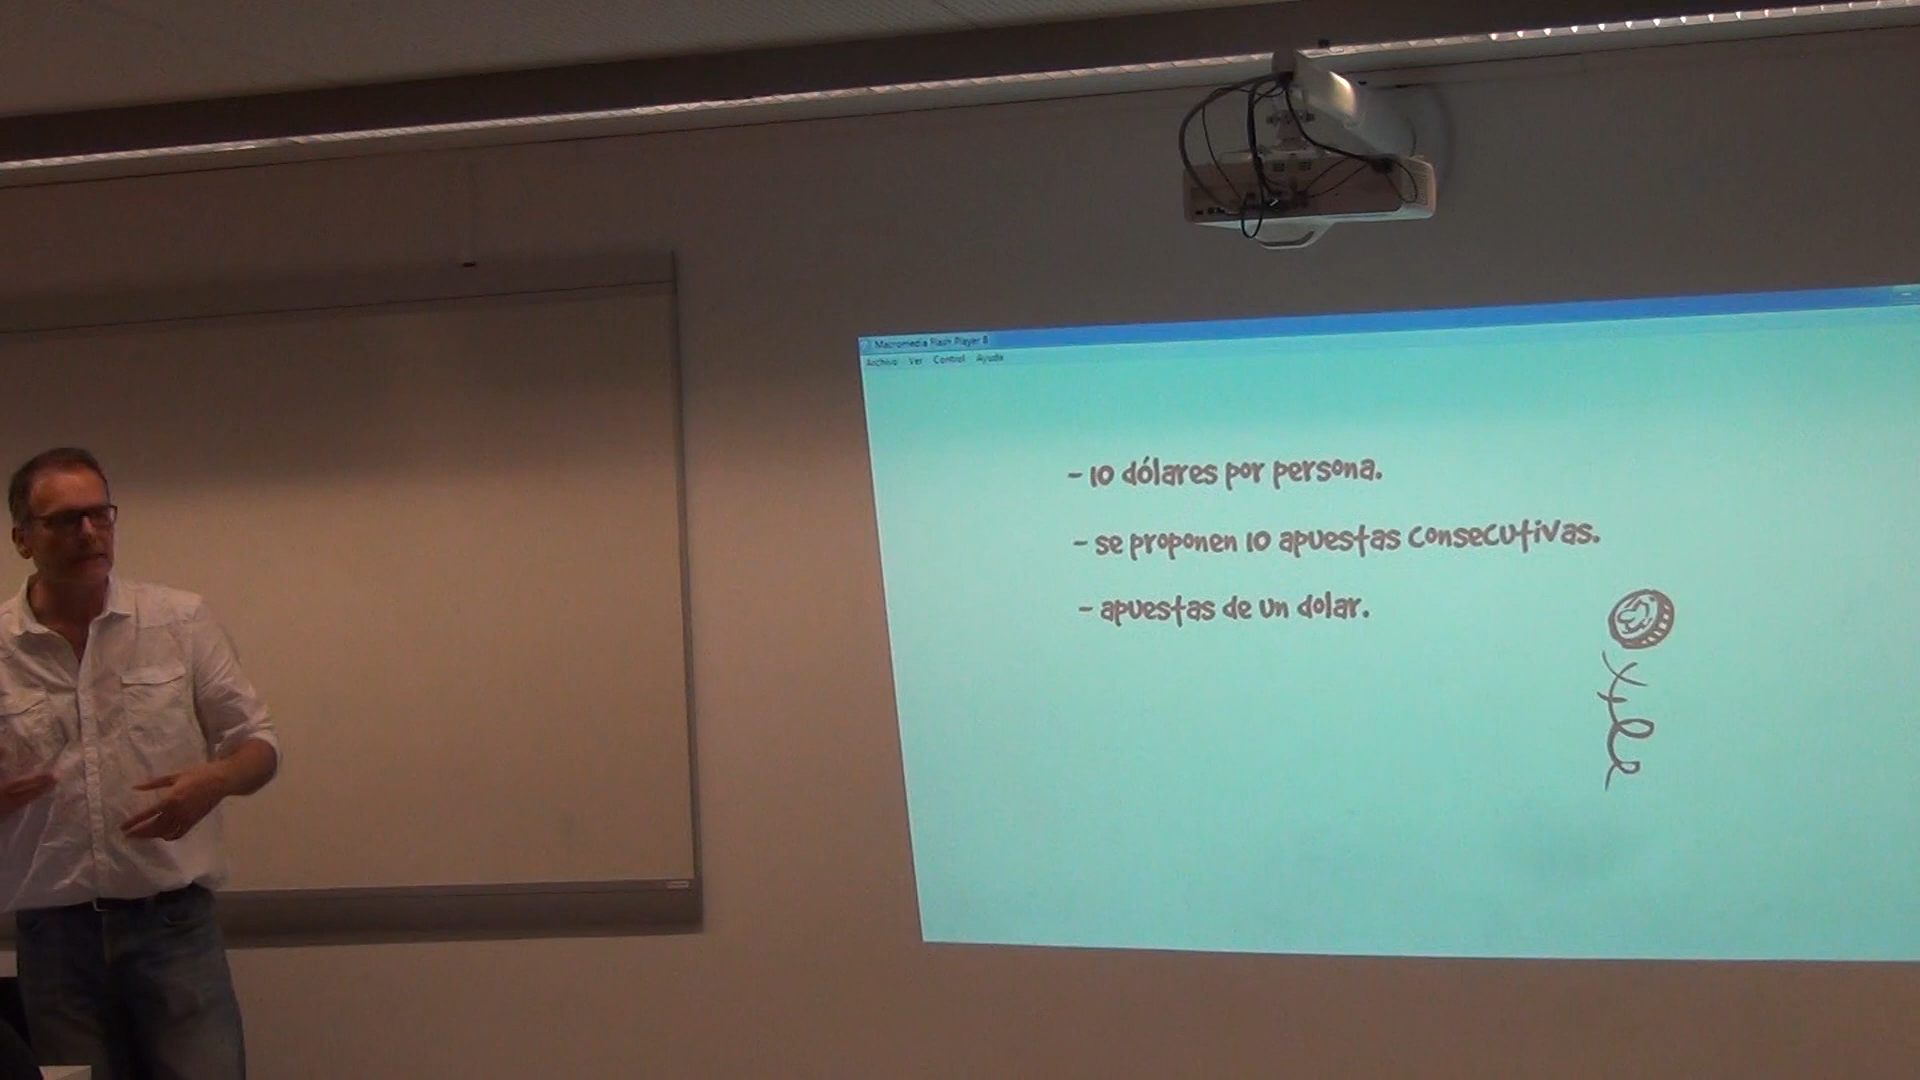 Macromedia Flash Player 8
Archivo Ver Control Ayuda
- 10 dólares por persona.
- se proponen 10 apuestas consecutivas.
- apuestas de un dolar.